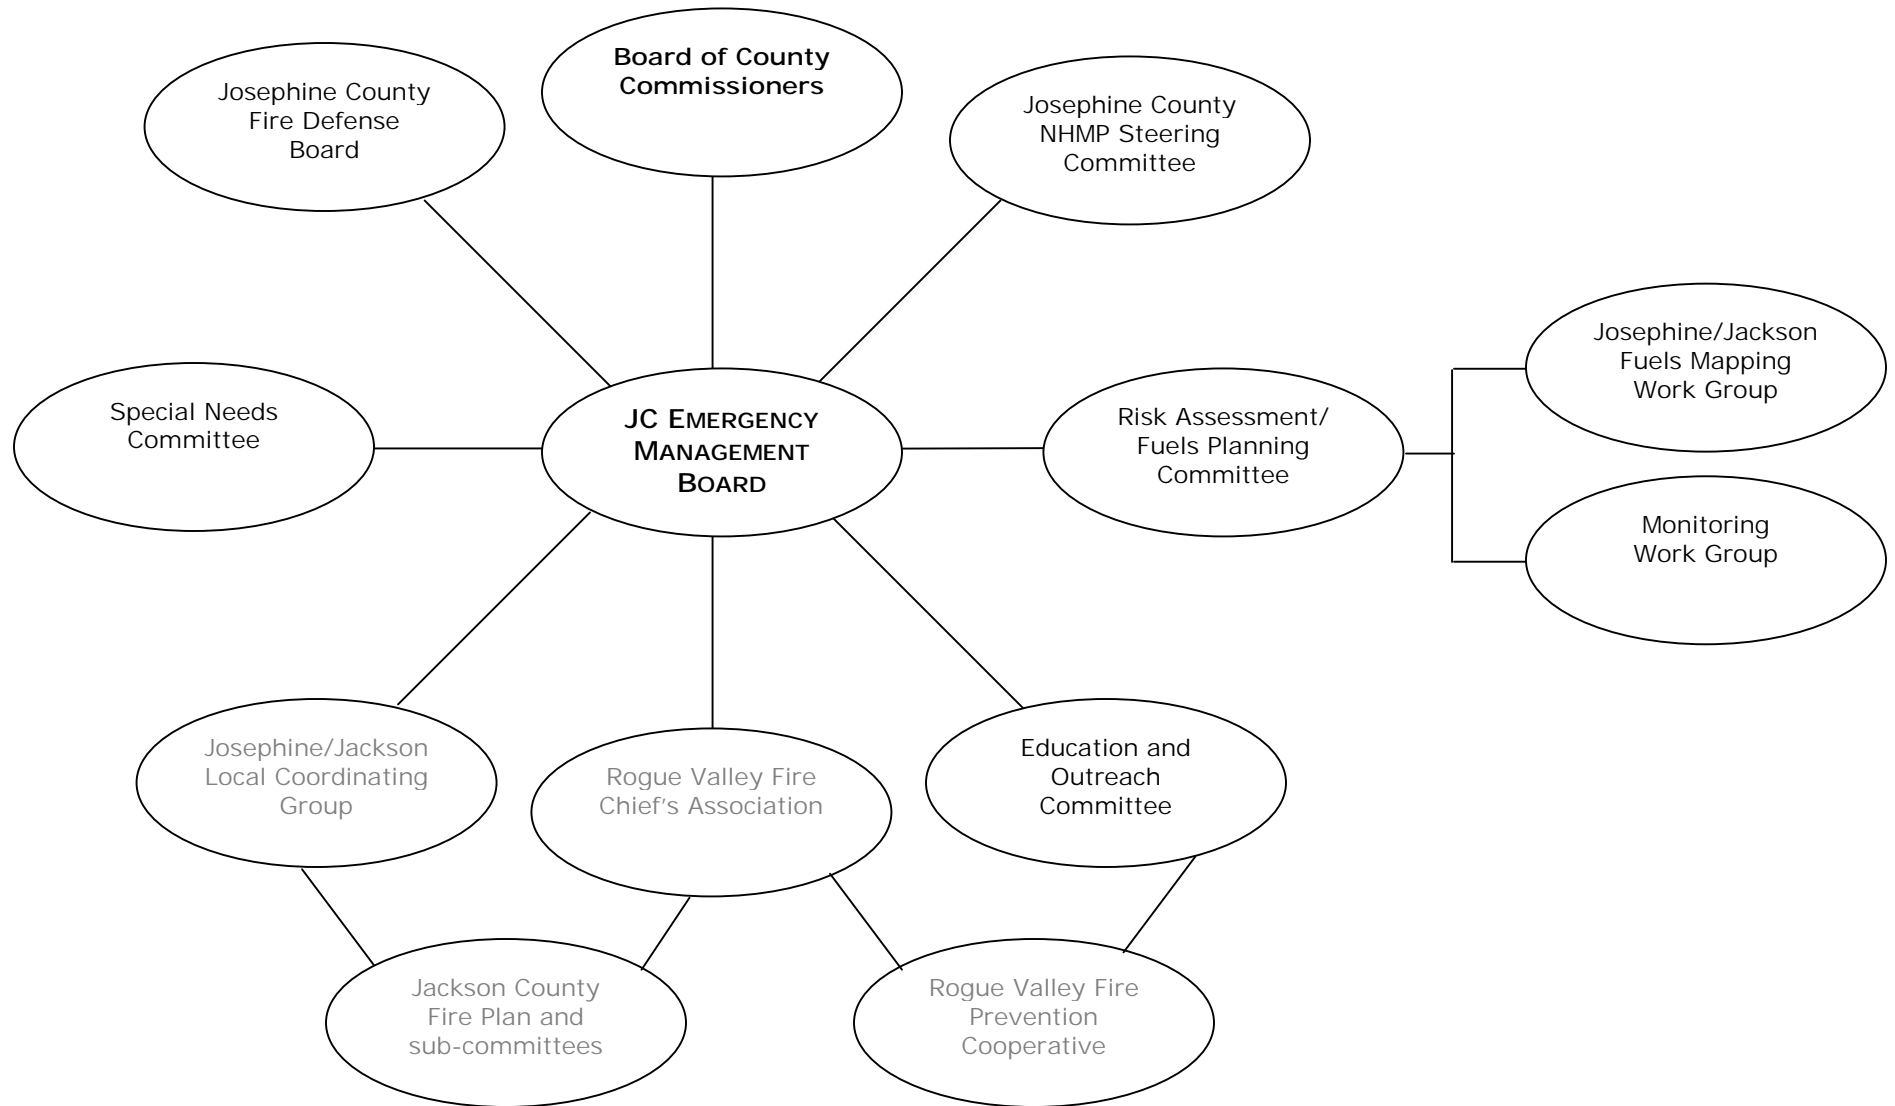 Board of County
Commissioners
Josephine County
Fire Defense
Board
Josephine County
NHMP Steering
Committee
Josephine/Jackson
Fuels Mapping
Work Group
Special Needs
Committee
JC EMERGENCY
MANAGEMENT
BOARD
Risk Assessment/
Fuels Planning
Committee
Monitoring
Work Group
Josephine/Jackson
Local Coordinating
Group
Rogue Valley Fire
Chief's Association
Education and
Outreach
Committee
Jackson County
Fire Plan and
sub-committees
Rogue Valley Fire
Prevention
Cooperative